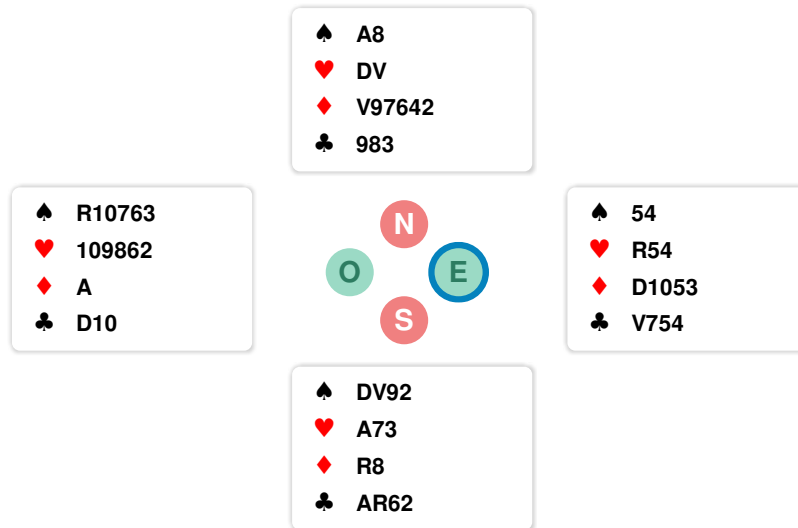 ♠ A8
♥ DV
♦ V97642
♣ 983
♠ R10763
♥ 109862
♦ A
♣ D10
N
O
E
S
♠ 54
♥ R54
♦ D1053
♣ V754
♠ DV92
♥ A73
♦ R8
♣ AR62